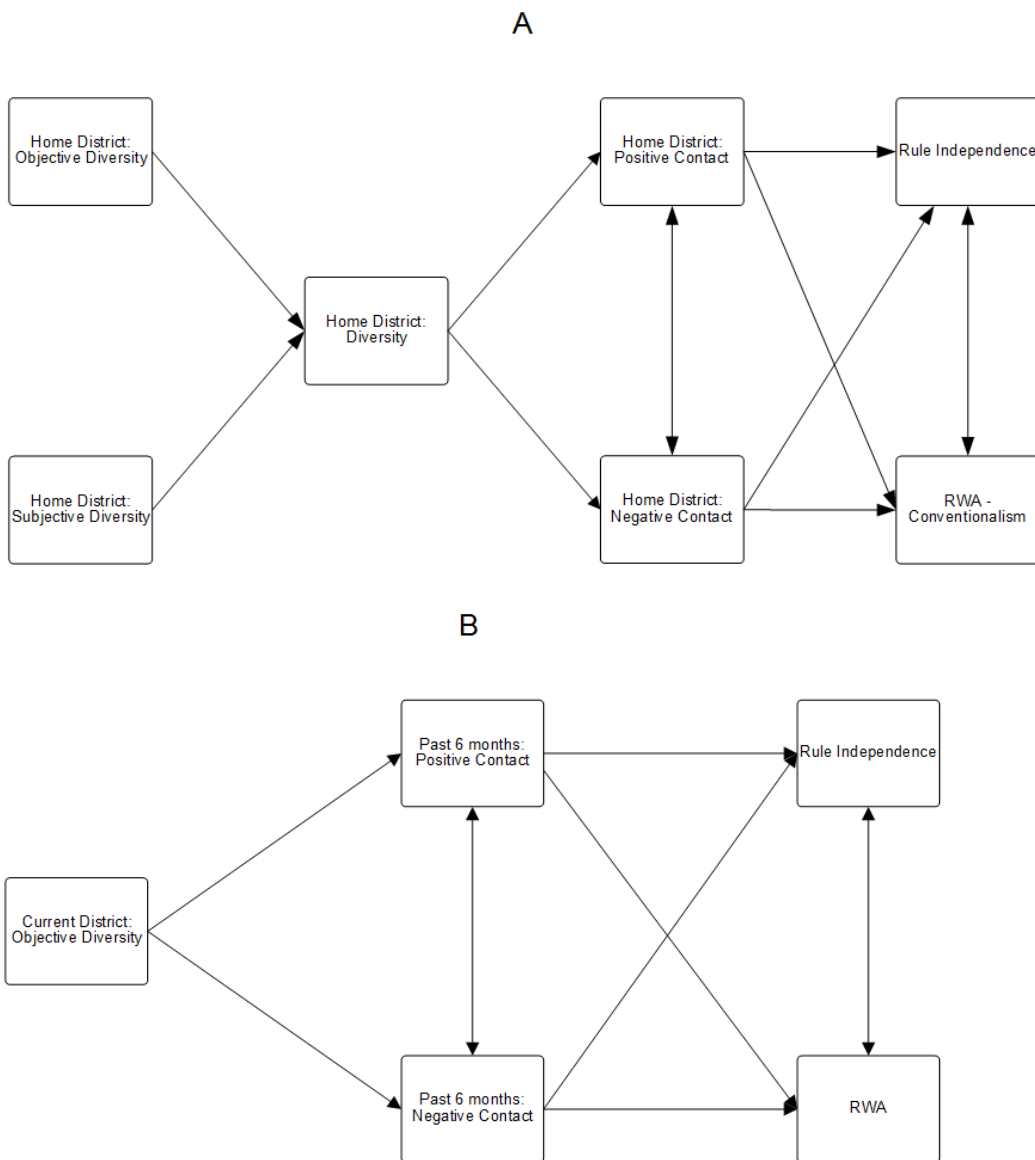 A
Home District:
Objective Diversity
Home District:
Positive Contact
Rule Independence
Home District:
Diversity
Home District:
Subjective Diversity
Home District:
Negative Contact
RWA -
Conventionalism
B
Past 6 months:
Positive Contact
Rule Independence
Current District:
Objective Diversity
Past 6 months:
Negative Contact
RWA